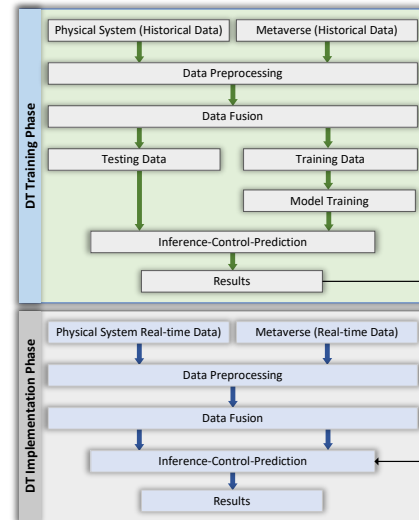 DT Training Phase
Physical System (Historical Data)
Metaverse (Historical Data)
Data Preprocessing
Data Fusion
Testing Data
Training Data
Model Training
Inference-Control-Prediction
Results
DT Implementation Phase
Physical System Real-time Data)
Metaverse (Real-time Data)
Data Preprocessing
Data Fusion
Inference-Control-Prediction
Results